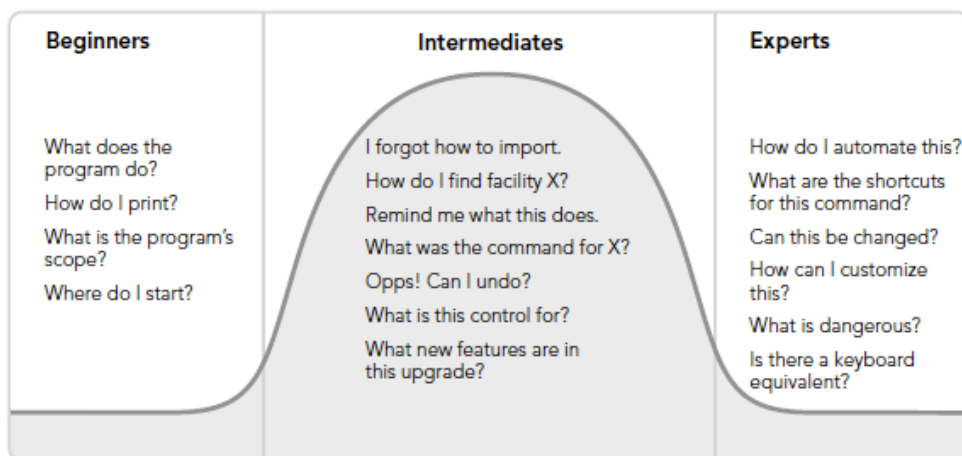 Beginners
What does the
program do?
How do I print?
What is the program's
scope?
Where do I start?
Intermediates
I forgot how to import.
How do I find facility X?
Remind me what this does.
What was the command for X?
Opps! Can I undo?
What is this control for?
What new features are in
this upgrade?
Experts
How do I automate this?
What are the shortcuts
for this command?
Can this be changed?
How can I customize
this?
What is dangerous?
Is there a keyboard
equivalent?